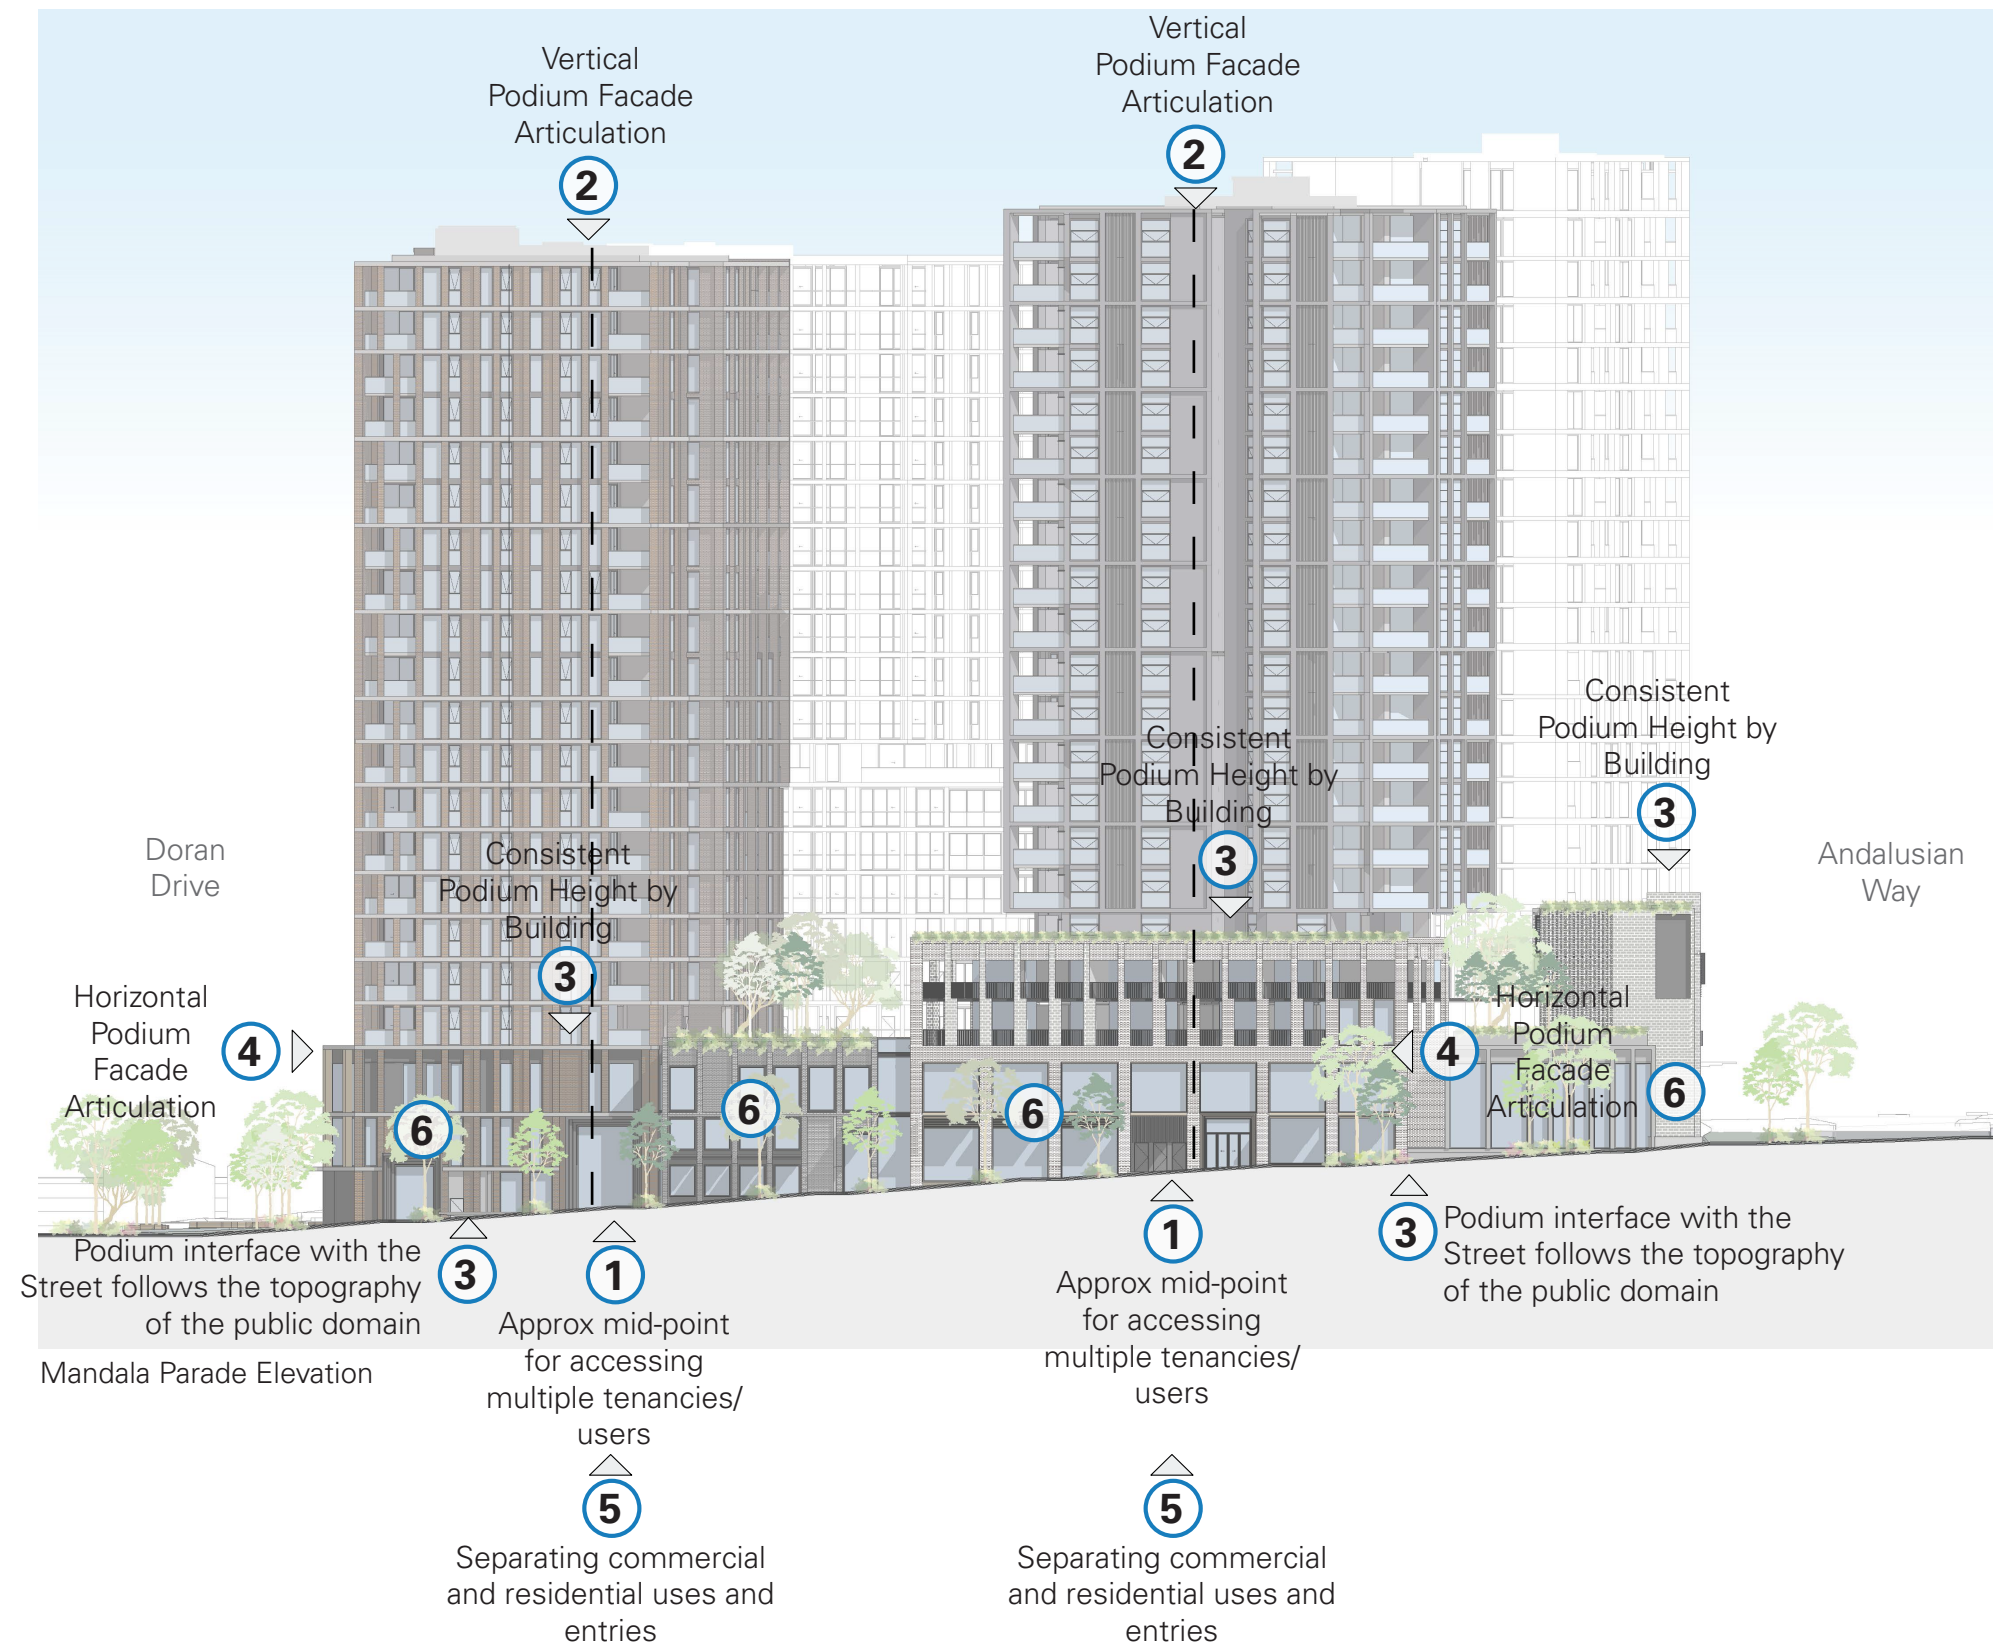 Vertical
Podium Facade
Articulation
2
Vertical
Podium Facade
Articulation
2
Consistent
Podium Height by
Building
3
Consistent
Podium Height by
Building
3
Consistent
Podium Height by
Building
3
Doran
Drive
Andalusian
Way
Horizontal
Podium
Facade
Articulation
4
4
Horizontal
Podium
Facade
Articulation
6
6
6
6
Podium interface with the
Street follows the topography
of the public domain
3
1
Approx mid-point
for accessing
multiple tenancies/
users
1
Approx mid-point
for accessing
multiple tenancies/
users
3
Podium interface with the
Street follows the topography
of the public domain
Mandala Parade Elevation
5
Separating commercial
and residential uses and
entries
5
Separating commercial
and residential uses and
entries